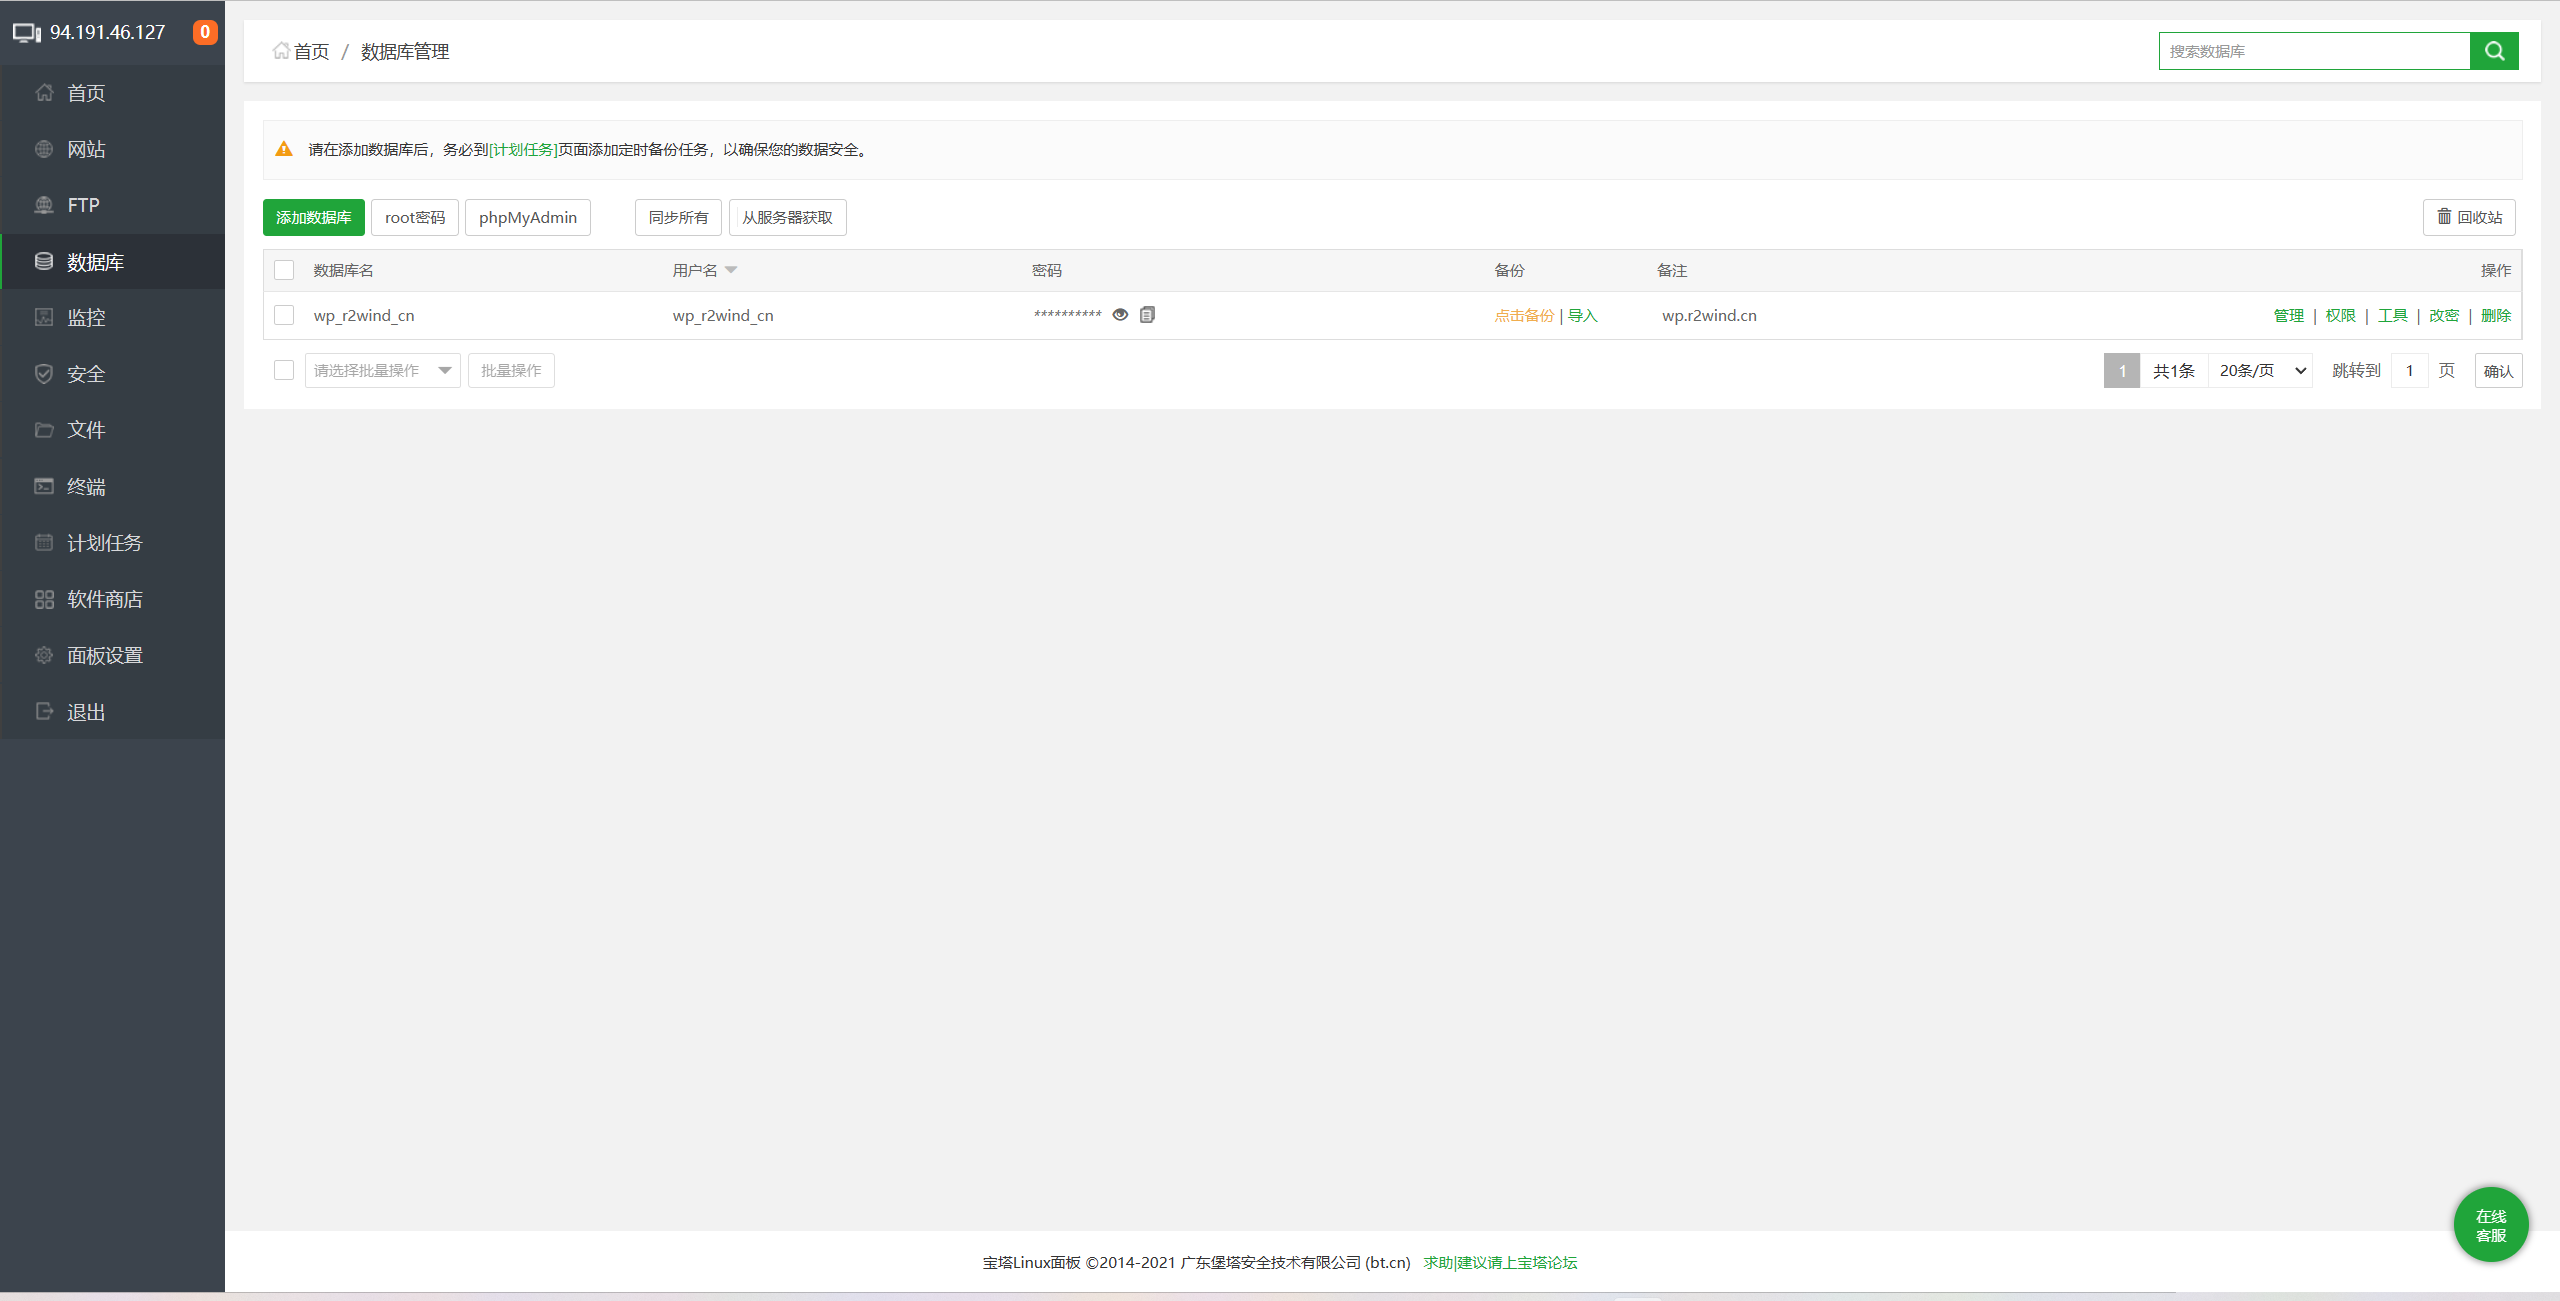 94.191.46.127 0
首页
网站
FTP
数据库
监控
安全
文件
终端
计划任务
软件商店
面板设置
退出
首页 / 数据库管理
搜索数据库
请在添加数据库后，务必到[计划任务]页面添加定时备份任务，以确保您的数据安全。
添加数据库 root密码 phpMyAdmin 同步所有 从服务器获取 回收站
数据库名 用户名 密码 备份 备注 操作
wp_r2wind_cn wp_r2wind_cn ********** 点击备份 | 导入 wp.r2wind.cn 管理 | 权限 | 工具 | 改密 | 删除
请选择批量操作 批量操作 1 共1条 20条/页 跳转到 1 页 确认
在线
客服
宝塔Linux面板 ©2014-2021 广东堡塔安全技术有限公司 (bt.cn) 求助|建议请上宝塔论坛